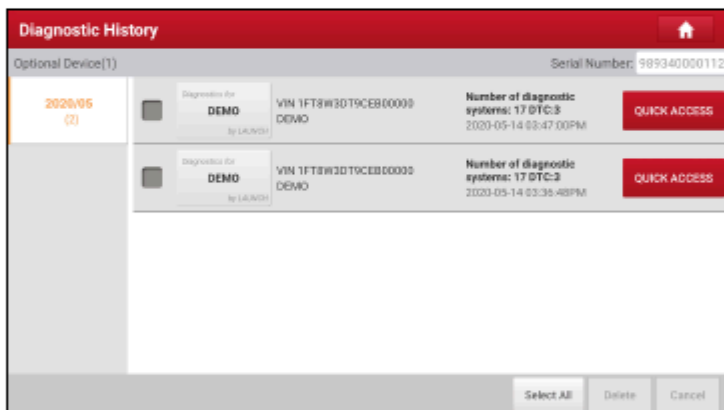 Diagnostic History
Optional Device(1)
Serial Number: 989340000112
2020/05
(2)
Diagnostics for
DEMO
by LAUNCH
VIN 1FT8W3DT9CEB00000
DEMO
Number of diagnostic
systems: 17 DTC:3
2020-05-14 03:47:00PM
QUICK ACCESS
Diagnostics for
DEMO
by LAUNCH
VIN 1FT8W3DT9CEB00000
DEMO
Number of diagnostic
systems: 17 DTC:3
2020-05-14 03:36:48PM
QUICK ACCESS
Select All
Delete
Cancel